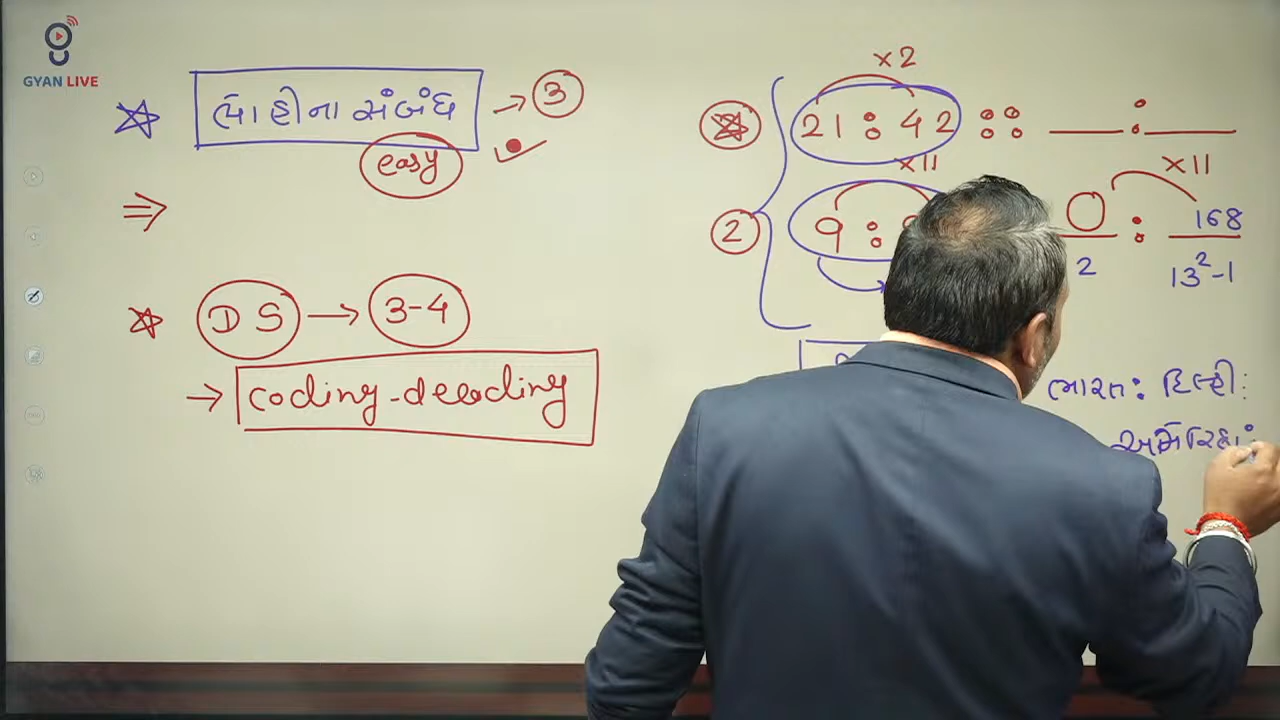 GYAN LIVE
લોહીના સંબંધ → 3
easy
⇒
D S → 3-4
→ coding-decoding
×2
21 : 42 :: ___ : ___
×11
×11
2
9 :
0 : 168
2
13²-1
ભારત : દિલ્હી :
અમેરિકા :